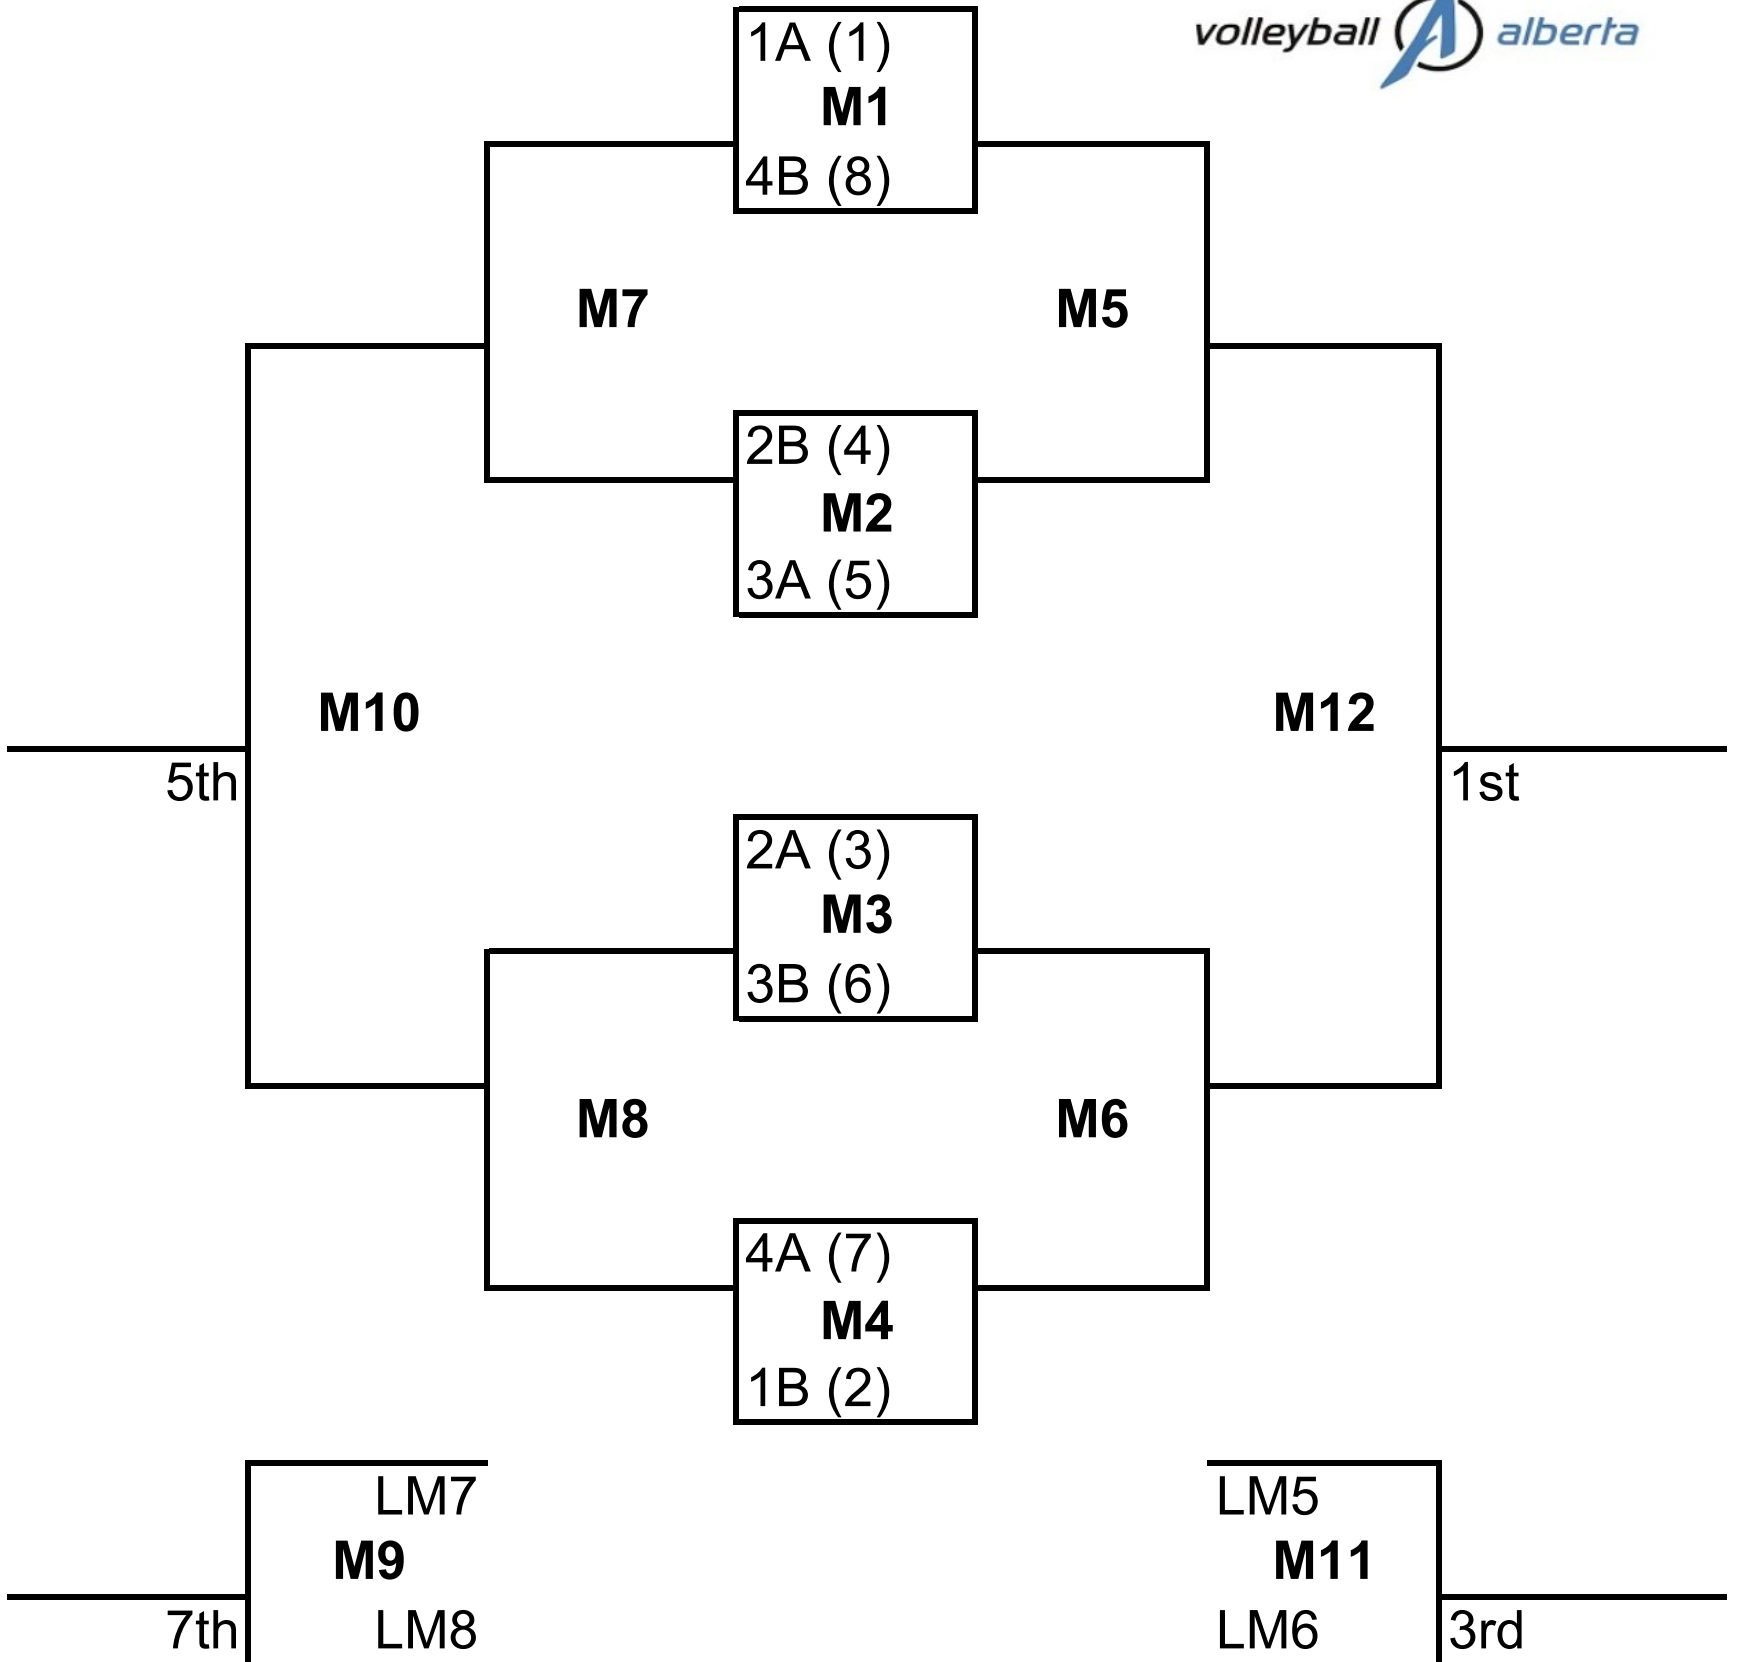 volleyball A alberta
1A (1)
M1
4B (8)
M7
M5
2B (4)
M2
3A (5)
M10
M12
5th
1st
2A (3)
M3
3B (6)
M8
M6
4A (7)
M4
1B (2)
LM7
M9
LM8
7th
LM5
M11
LM6
3rd